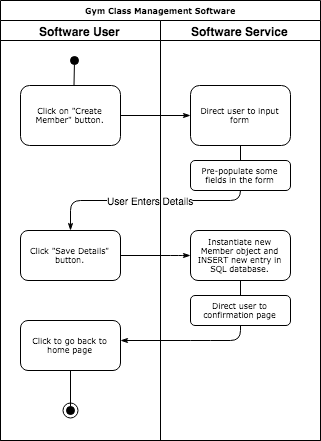 Gym Class Management Software
Software User
Software Service
Click on "Create
Member" button.
Direct user to input
form
Pre-populate some
fields in the form
User Enters Details
Click "Save Details"
button.
Instantiate new
Member object and
INSERT new entry in
SQL database.
Direct user to
confirmation page
Click to go back to
home page